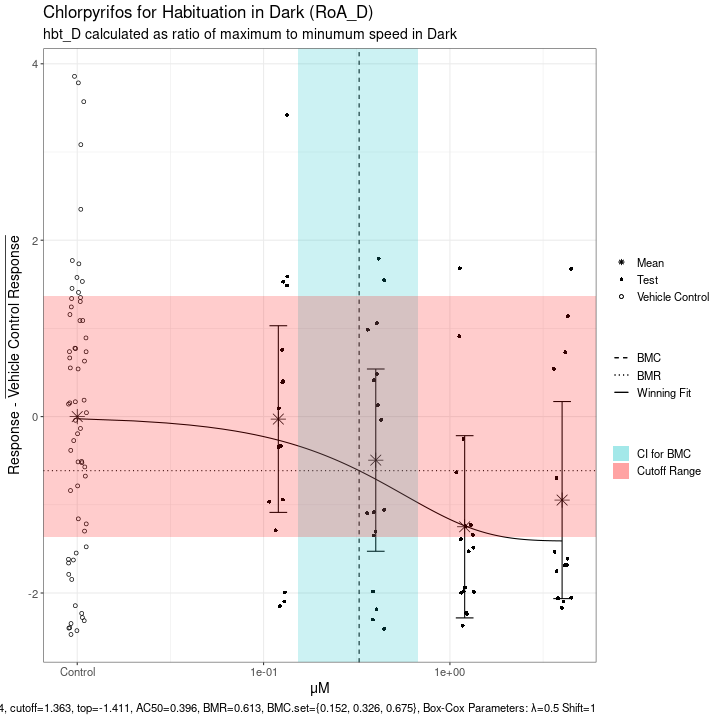 Chlorpyrifos for Habituation in Dark (RoA_D)
hbt_D calculated as ratio of maximum to minumum speed in Dark
Response - Vehicle Control Response
4
2
0
-2
Control
1e-01
1e+00
μM
Mean
Test
Vehicle Control
BMC
BMR
Winning Fit
CI for BMC
Cutoff Range
4, cutoff=1.363, top=-1.411, AC50=0.396, BMR=0.613, BMC.set={0.152, 0.326, 0.675}, Box-Cox Parameters: λ=0.5 Shift=1